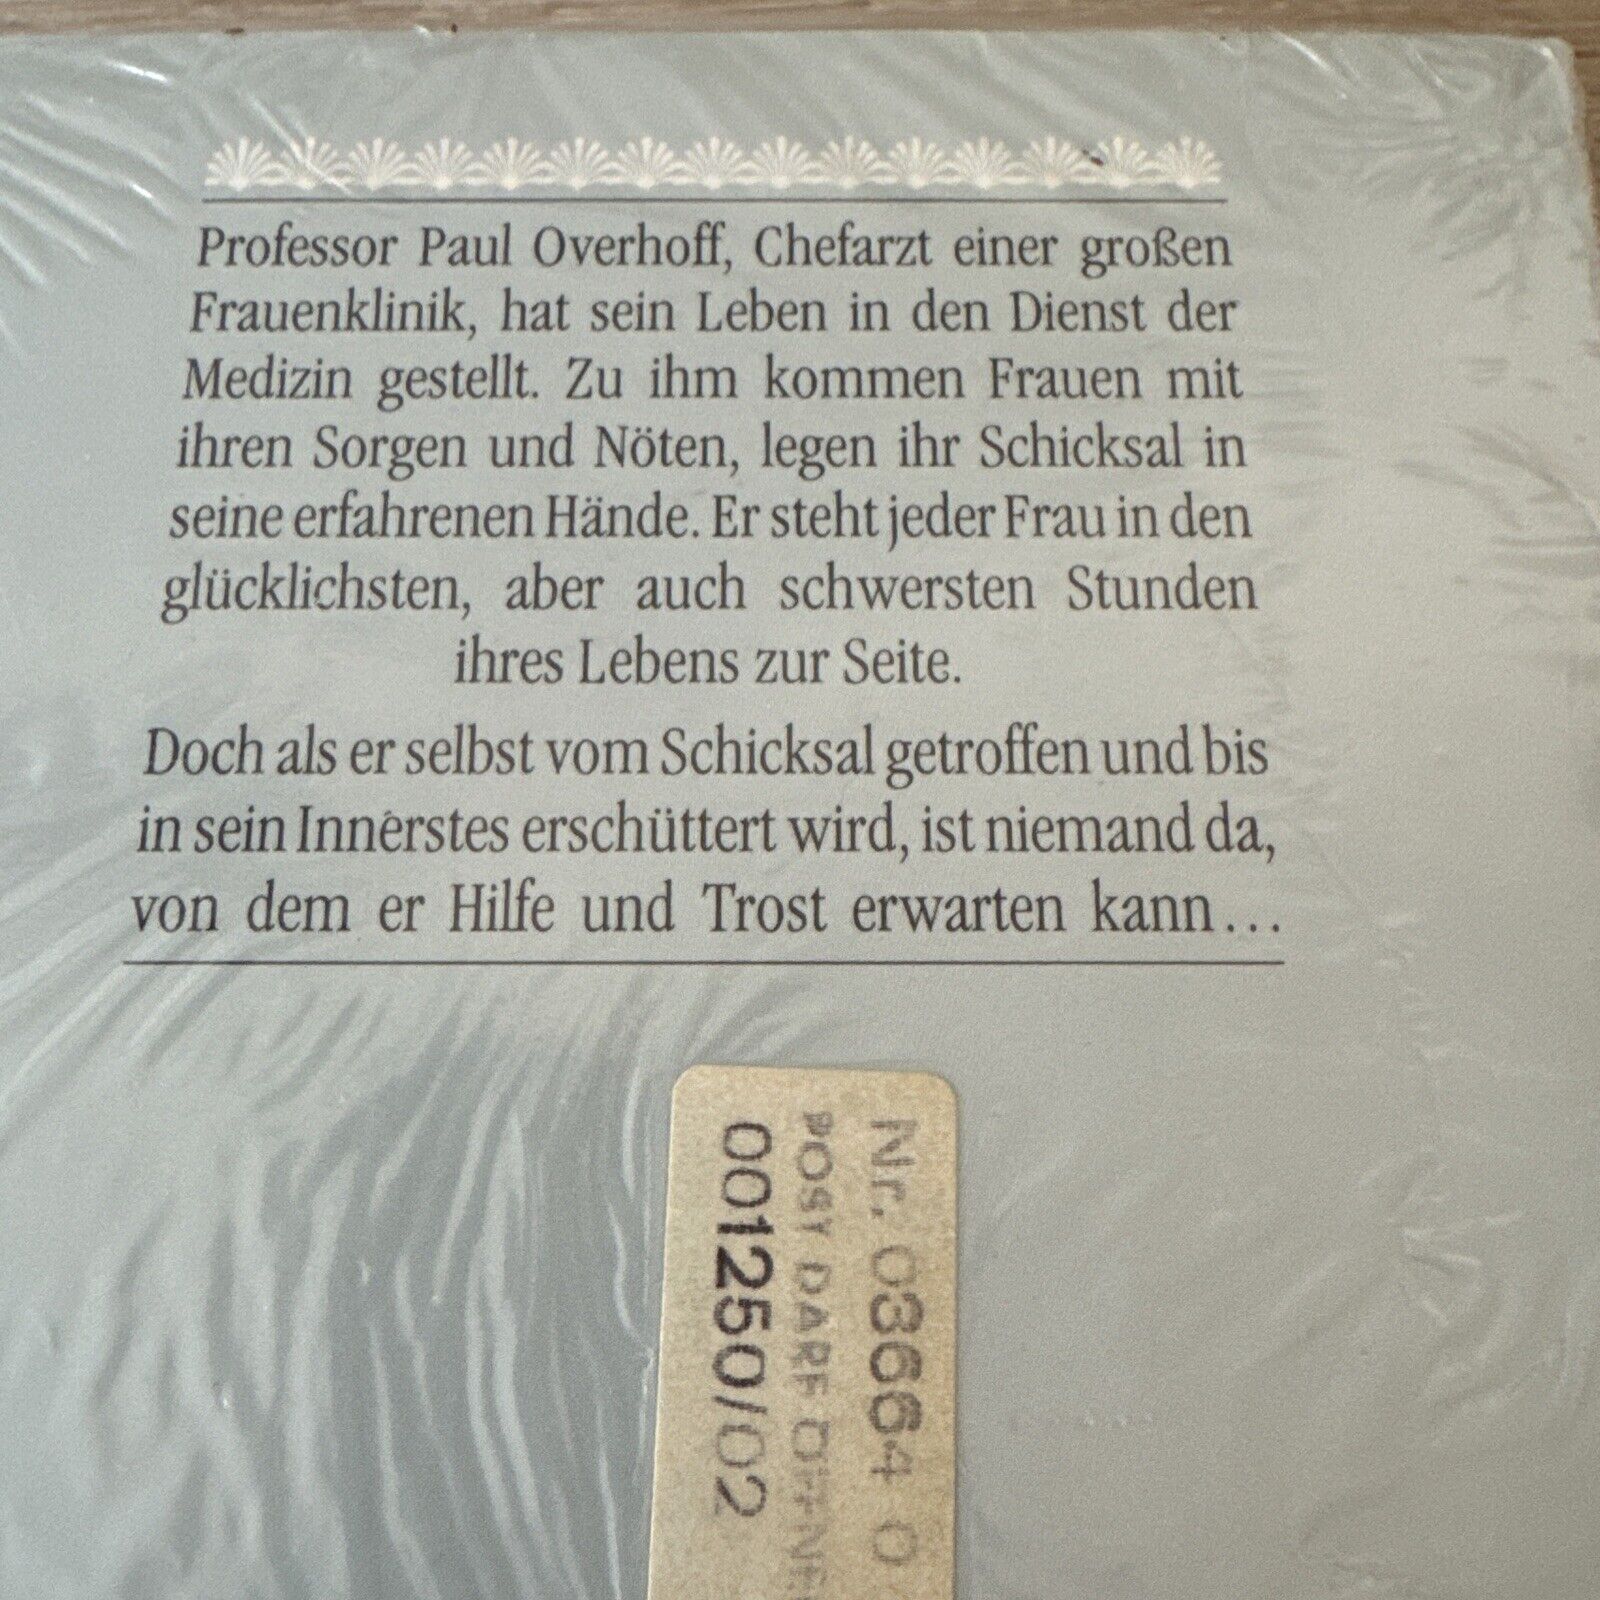 Professor Paul Overhoff, Chefarzt einer großen
Frauenklinik, hat sein Leben in den Dienst der
Medizin gestellt. Zu ihm kommen Frauen mit
ihren Sorgen und Nöten, legen ihr Schicksal in
seine erfahrenen Hände. Er steht jeder Frau in den
glücklichsten, aber auch schwersten Stunden
ihres Lebens zur Seite.
Doch als er selbst vom Schicksal getroffen und bis
in sein Innerstes erschüttert wird, ist niemand da,
von dem er Hilfe und Trost erwarten kann...
Nr. 03664 0
POST DARF ÖFFNEN
001250/02